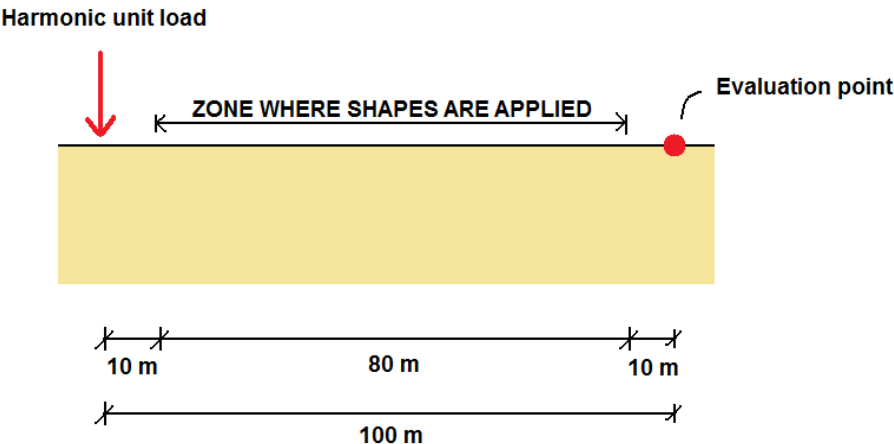 Harmonic unit load
Evaluation point
ZONE WHERE SHAPES ARE APPLIED
10 m
80 m
10 m
100 m